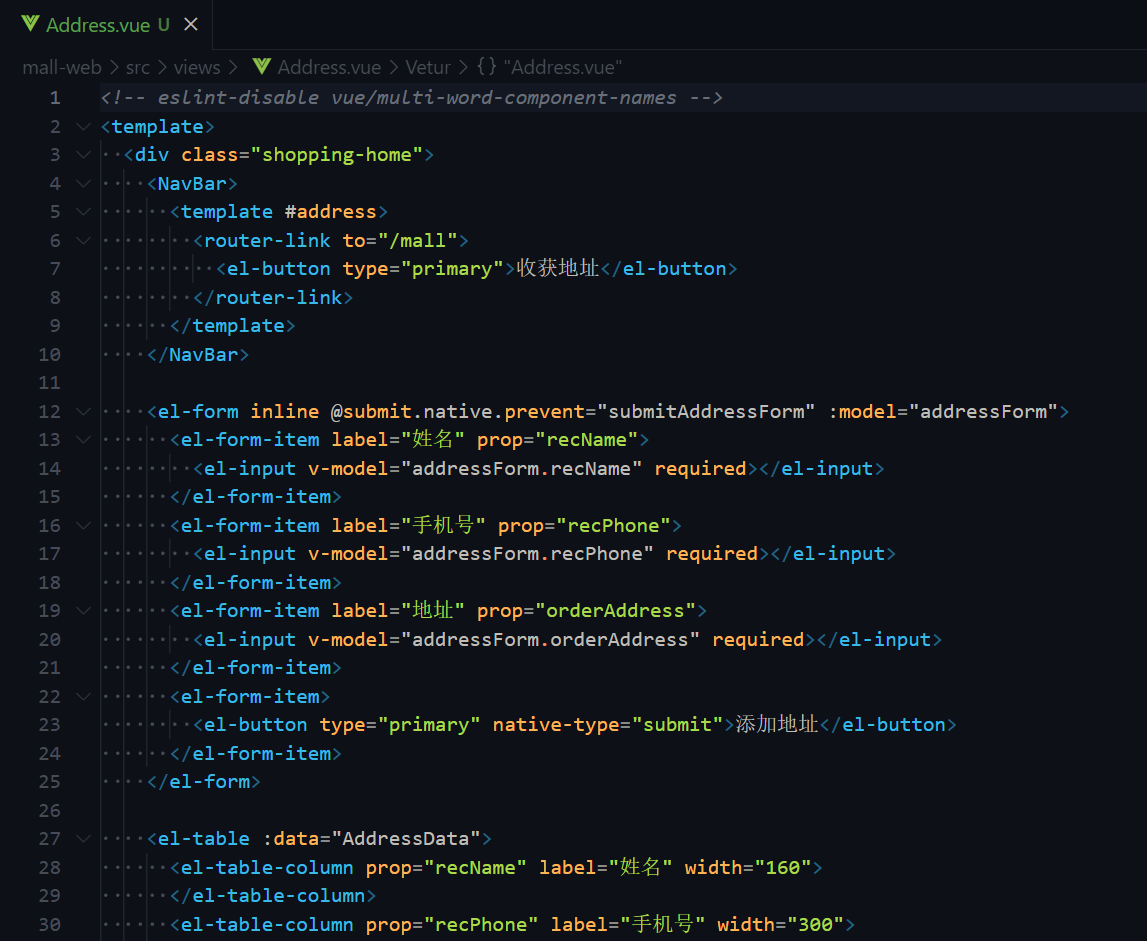 Address.vue U ×
mall-web > src > views > Address.vue > Vetur > {} "Address.vue"
1 <!-- eslint-disable vue/multi-word-component-names -->
2 <template>
3 <div class="shopping-home">
4 <NavBar>
5 <template #address>
6 <router-link to="/mall">
7 <el-button type="primary">收获地址</el-button>
8 </router-link>
9 </template>
10 </NavBar>
11
12 <el-form inline @submit.native.prevent="submitAddressForm" :model="addressForm">
13 <el-form-item label="姓名" prop="recName">
14 <el-input v-model="addressForm.recName" required></el-input>
15 </el-form-item>
16 <el-form-item label="手机号" prop="recPhone">
17 <el-input v-model="addressForm.recPhone" required></el-input>
18 </el-form-item>
19 <el-form-item label="地址" prop="orderAddress">
20 <el-input v-model="addressForm.orderAddress" required></el-input>
21 </el-form-item>
22 <el-form-item>
23 <el-button type="primary" native-type="submit">添加地址</el-button>
24 </el-form-item>
25 </el-form>
26
27 <el-table :data="AddressData">
28 <el-table-column prop="recName" label="姓名" width="160">
29 </el-table-column>
30 <el-table-column prop="recPhone" label="手机号" width="300">